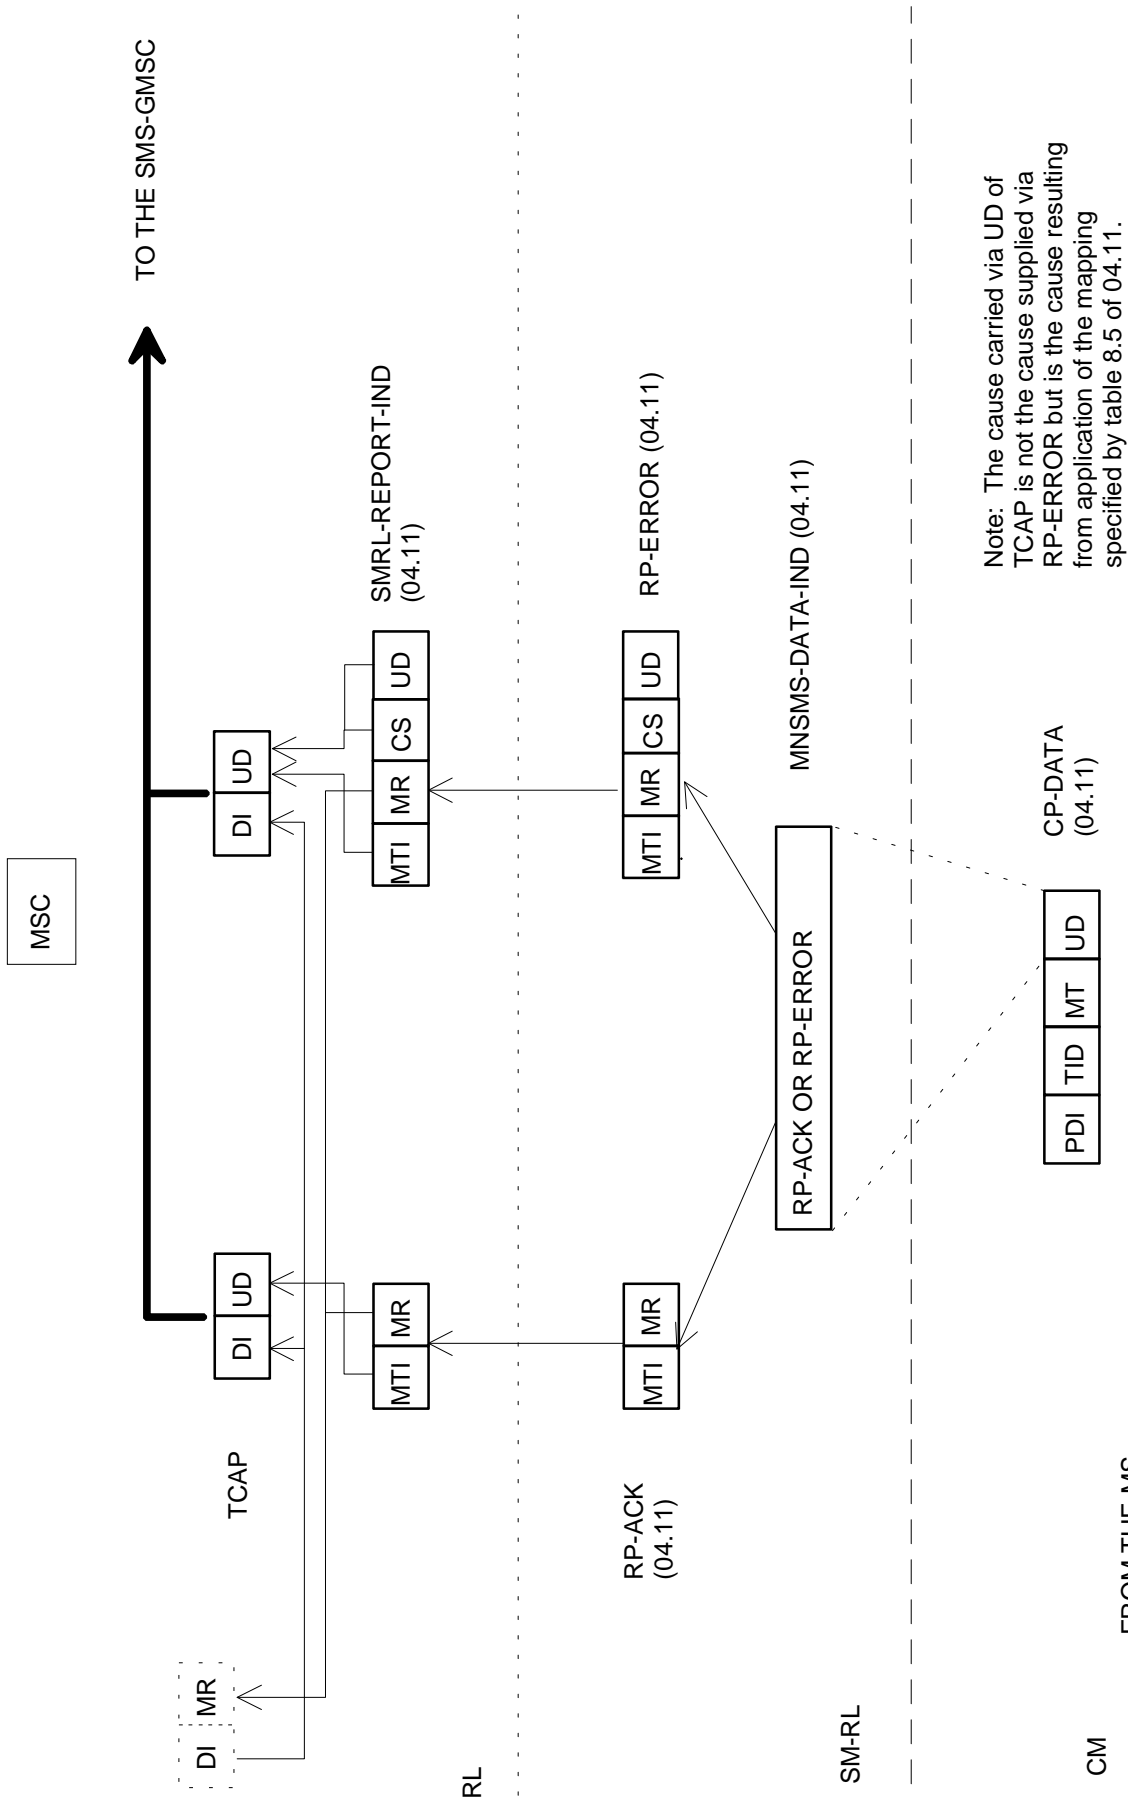 MSC
TO THE SMS-GMSC
DI MR
TCAP
DI UD
DI UD
MTI MR
MTI MR CS UD
SMRL-REPORT-IND
(04.11)
RL
RP-ACK
(04.11)
MTI MR
MTI MR CS UD
RP-ERROR (04.11)
RP-ACK OR RP-ERROR
MNSMS-DATA-IND (04.11)
SM-RL
CM
PDI TID MT UD
CP-DATA
(04.11)
Note: The cause carried via UD of
TCAP is not the cause supplied via
RP-ERROR but is the cause resulting
from application of the mapping
specified by table 8.5 of 04.11.
FROM THE MS